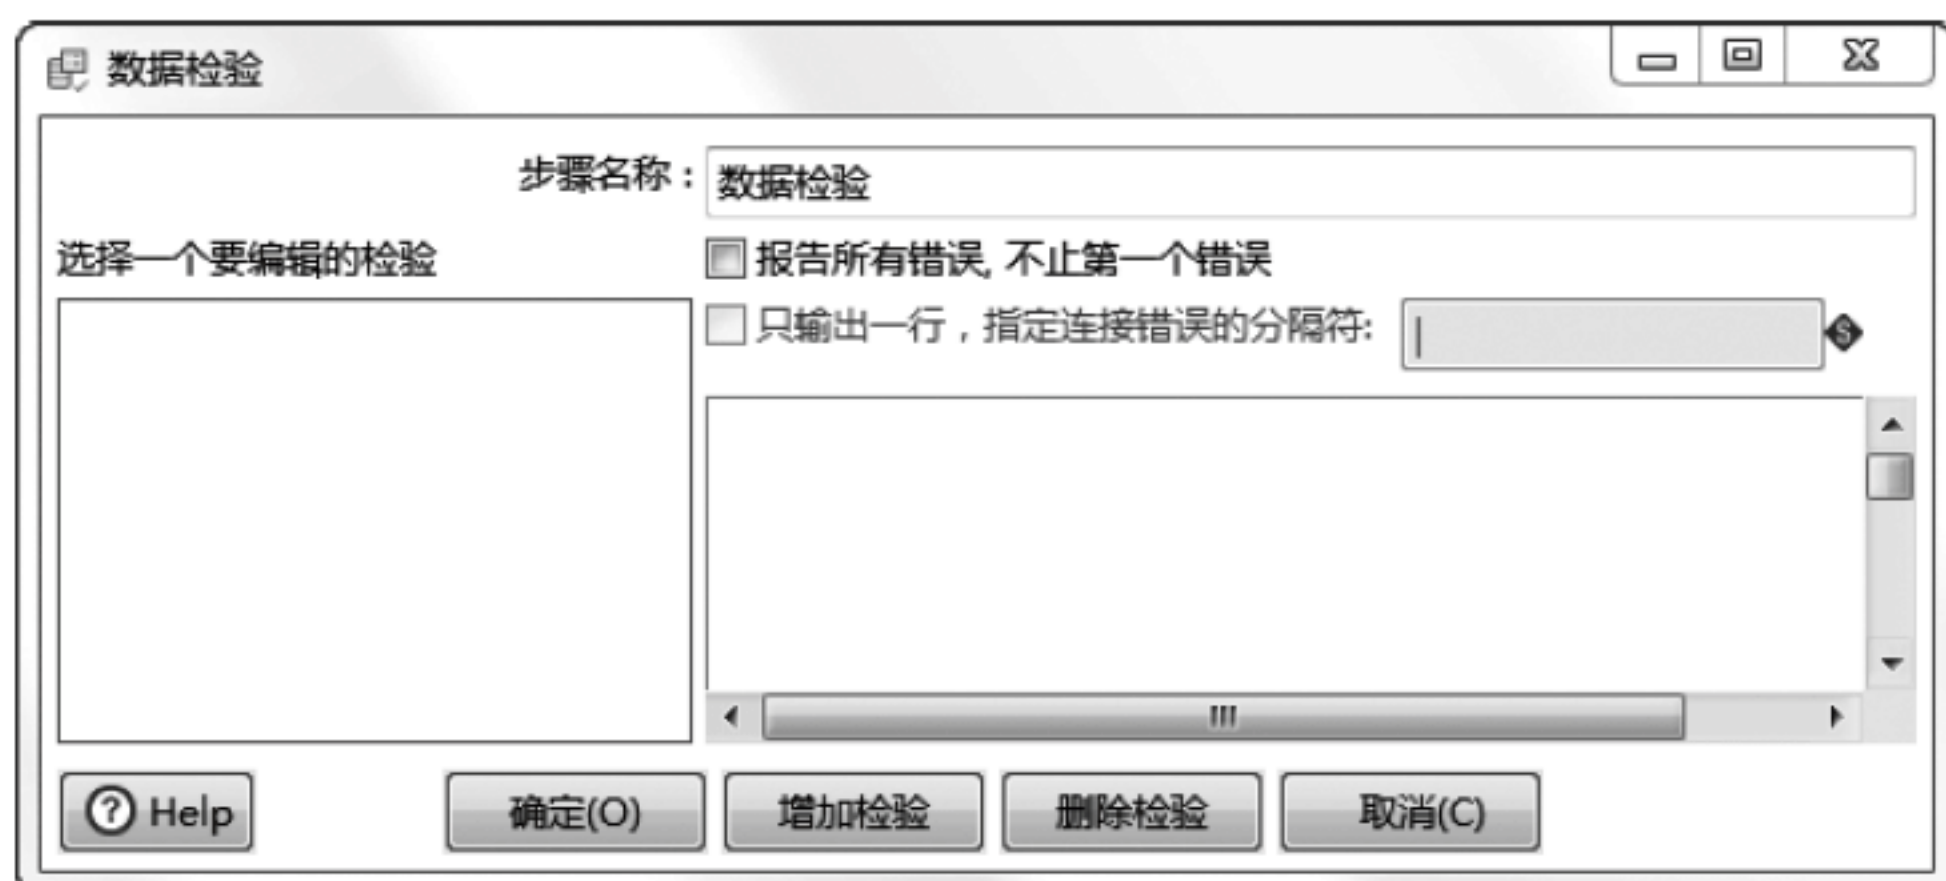 数据检验
步骤名称：
数据检验
选择一个要编辑的检验
报告所有错误, 不止第一个错误
只输出一行，指定连接错误的分隔符:
Help
确定(O)
增加检验
删除检验
取消(C)